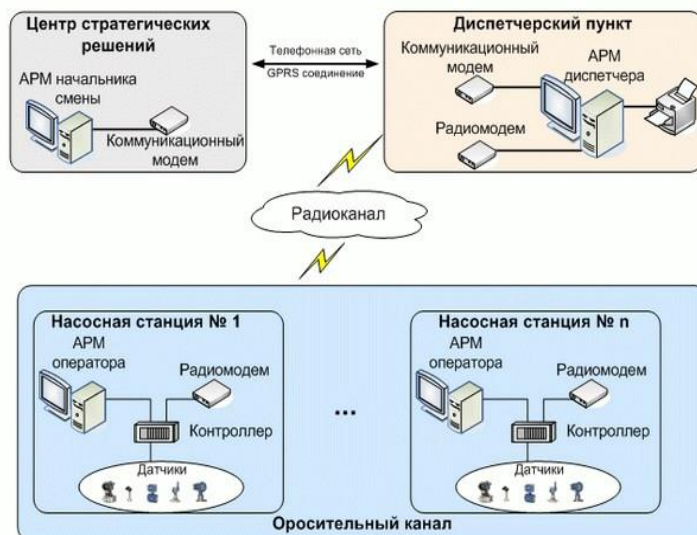 Центр стратегических
решений
АРМ начальника
смены
Коммуникационный
модем
Телефонная сеть
GPRS соединение
Диспетчерский пункт
Коммуникационный
модем
АРМ
диспетчера
Радиомодем
Радиоканал
Насосная станция № 1
АРМ
оператора
Радиомодем
Контроллер
Датчики
...
Насосная станция № n
АРМ
оператора
Радиомодем
Контроллер
Датчики
Оросительный канал